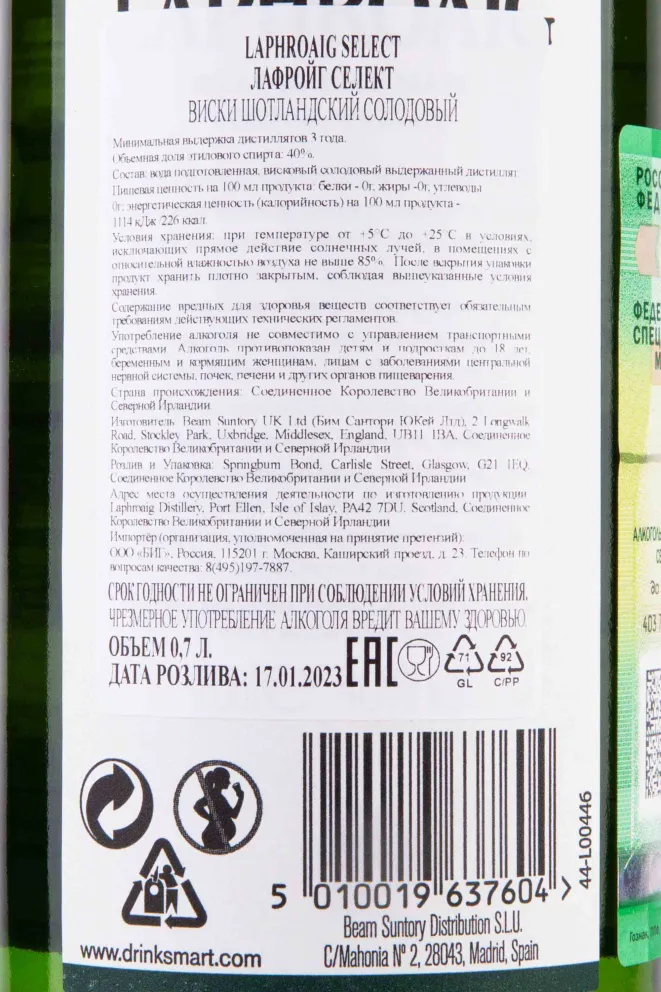 LAPHROAIG SELECT
ЛАФРОЙГ СЕЛЕКТ
ВИСКИ ШОТЛАНДСКИЙ СОЛОДОВЫЙ
Минимальная выдержка дистиллятов 3 года.
Объемная доля этилового спирта: 40%.
Состав: вода подготовленная, висковый солодовый выдержанный дистиллят
Пищевая ценность на 100 мл продукта: белки - 0г, жиры -0г, углеводы
0г; энергетическая ценность (калорийность) на 100 мл продукта -
1114 кДж/226 ккал.
Условия хранения: при температуре от +5°С до +25 С в условиях,
исключающих прямое действие солнечных лучей, в помещениях с
относительной влажностью воздуха не выше 85%. После вскрытия упаковки
продукт хранить плотно закрытым, соблюдая вышеуказанные условия
хранения.
Содержание вредных для здоровья веществ соответствует обязательным
требованиям действующих технических регламентов.
Употребление алкоголя не совместимо с управлением транспортными
средствами. Алкоголь противопоказан детям и подросткам до 18 лет,
беременным и кормящим женщинам, лицам с заболеваниями центральной
нервной системы, почек, печени и других органов пищеварения.
Страна происхождения: Соединенное Королевство Великобритании и
Северной Ирландии
Изготовитель: Beam Suntory UK Ltd (Бим Сантори ЮКей Лтд), 2 Longwalk
Road, Stockley Park, Uxbridge, Middlesex, England, UB11 1BA, Соединенное
Королевство Великобритании и Северной Ирландии
Розлив и Упаковка: Springburn Bond, Carlisle Street, Glasgow, G21 1EQ,
Соединенное Королевство Великобритании и Северной Ирландии
Адрес места осуществления деятельности по изготовлению продукции:
Laphroaig Distillery, Port Ellen, Isle of Islay, PA42 7DU, Scotland, Соединенное
Королевство Великобритании и Северной Ирландии
Импортёр (организация, уполномоченная на принятие претензий):
ООО «БИГ», Россия, 115201 г. Москва, Каширский проезд, д. 23. Телефон по
вопросам качества: 8(495)197-7887.
СРОК ГОДНОСТИ НЕ ОГРАНИЧЕН ПРИ СОБЛЮДЕНИИ УСЛОВИЙ ХРАНЕНИЯ.
ЧРЕЗМЕРНОЕ УПОТРЕБЛЕНИЕ АЛКОГОЛЯ ВРЕДИТ ВАШЕМУ ЗДОРОВЬЮ.
ОБЪЕМ 0,7 Л.
ДАТА РОЗЛИВА: 17.01.2023
EAC
71
GL
92
C/PP
5 010019 637604 >
44-L00446
Beam Suntory Distribution S.L.U.
C/Mahonia Nº 2, 28043, Madrid, Spain
www.drinksmart.com
РОСС
ФЕД
ФЕДЕ
СПЕЦ
М
403